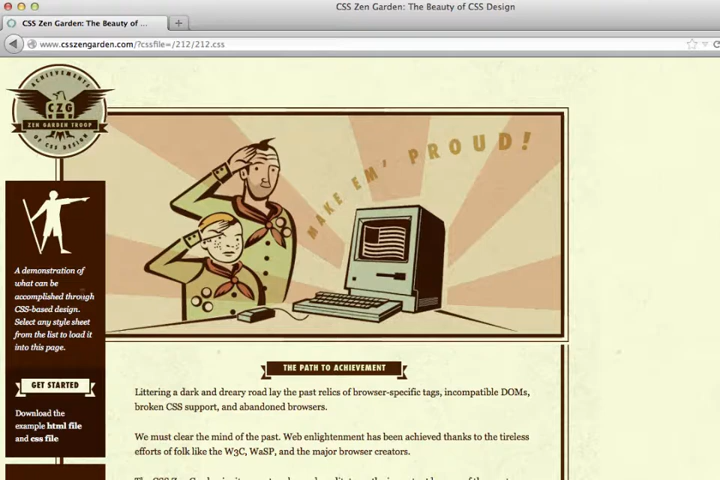 CSS Zen Garden: The Beauty of CSS Design
CSS Zen Garden: The Beauty of ...
www.csszengarden.com/?cssfile=/212/212.css
ACHIEVEMENTS
CZG
ZEN GARDEN TROOP
OF CSS DESIGN
MAKE EM' PROUD!
A demonstration of
what can be
accomplished through
CSS-based design.
Select any style sheet
from the list to load it
into this page.
GET STARTED
Download the
example html file
and css file
THE PATH TO ACHIEVEMENT
Littering a dark and dreary road lay the past relics of browser-specific tags, incompatible DOMs,
broken CSS support, and abandoned browsers.
We must clear the mind of the past. Web enlightenment has been achieved thanks to the tireless
efforts of folk like the W3C, WaSP, and the major browser creators.